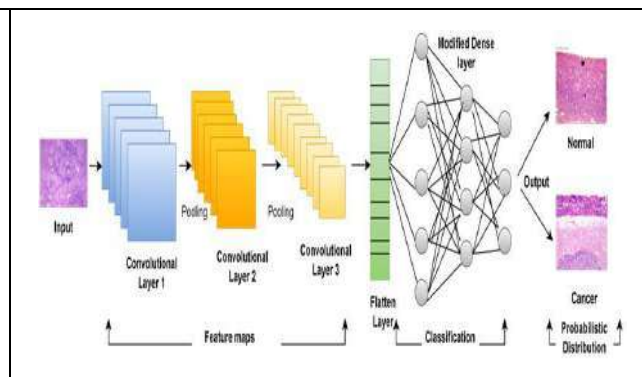 Modified Dense
layer
Normal
Input
Pooling
Pooling
Output
Convolutional
Layer 1
Convolutional
Layer 2
Convolutional
Layer 3
Flatten
Layer
Cancer
Feature maps
Classification
Probabilistic
Distribution